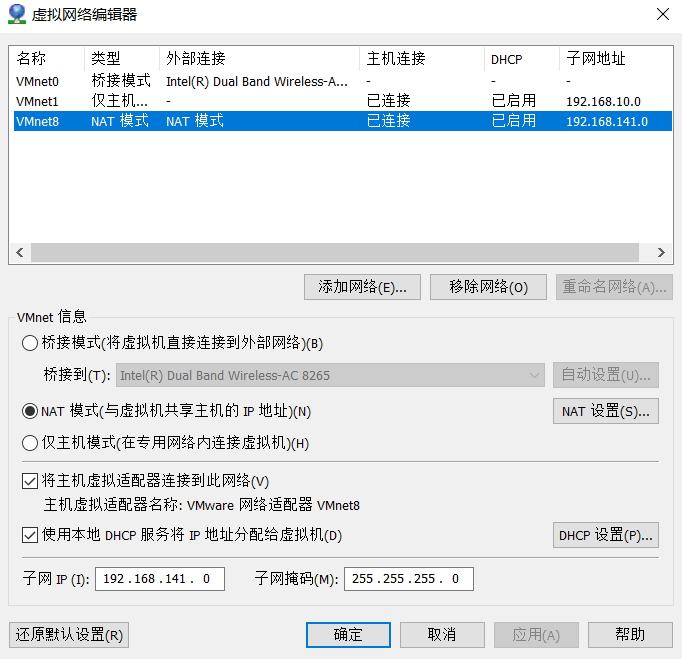 虚拟网络编辑器
名称 类型 外部连接 主机连接 DHCP 子网地址
VMnet0 桥接模式 Intel(R) Dual Band Wireless-A... - - -
VMnet1 仅主机... - 已连接 已启用 192.168.10.0
VMnet8 NAT 模式 NAT 模式 已连接 已启用 192.168.141.0
添加网络(E)... 移除网络(O) 重命名网络(A)...
VMnet 信息
桥接模式(将虚拟机直接连接到外部网络)(B)
桥接到(T): Intel(R) Dual Band Wireless-AC 8265 自动设置(U)...
NAT 模式(与虚拟机共享主机的 IP 地址)(N) NAT 设置(S)...
仅主机模式(在专用网络内连接虚拟机)(H)
将主机虚拟适配器连接到此网络(V)
主机虚拟适配器名称: VMware 网络适配器 VMnet8
使用本地 DHCP 服务将 IP 地址分配给虚拟机(D) DHCP 设置(P)...
子网 IP (I): 192 . 168 . 141 . 0 子网掩码(M): 255 . 255 . 255 . 0
还原默认设置(R) 确定 取消 应用(A) 帮助